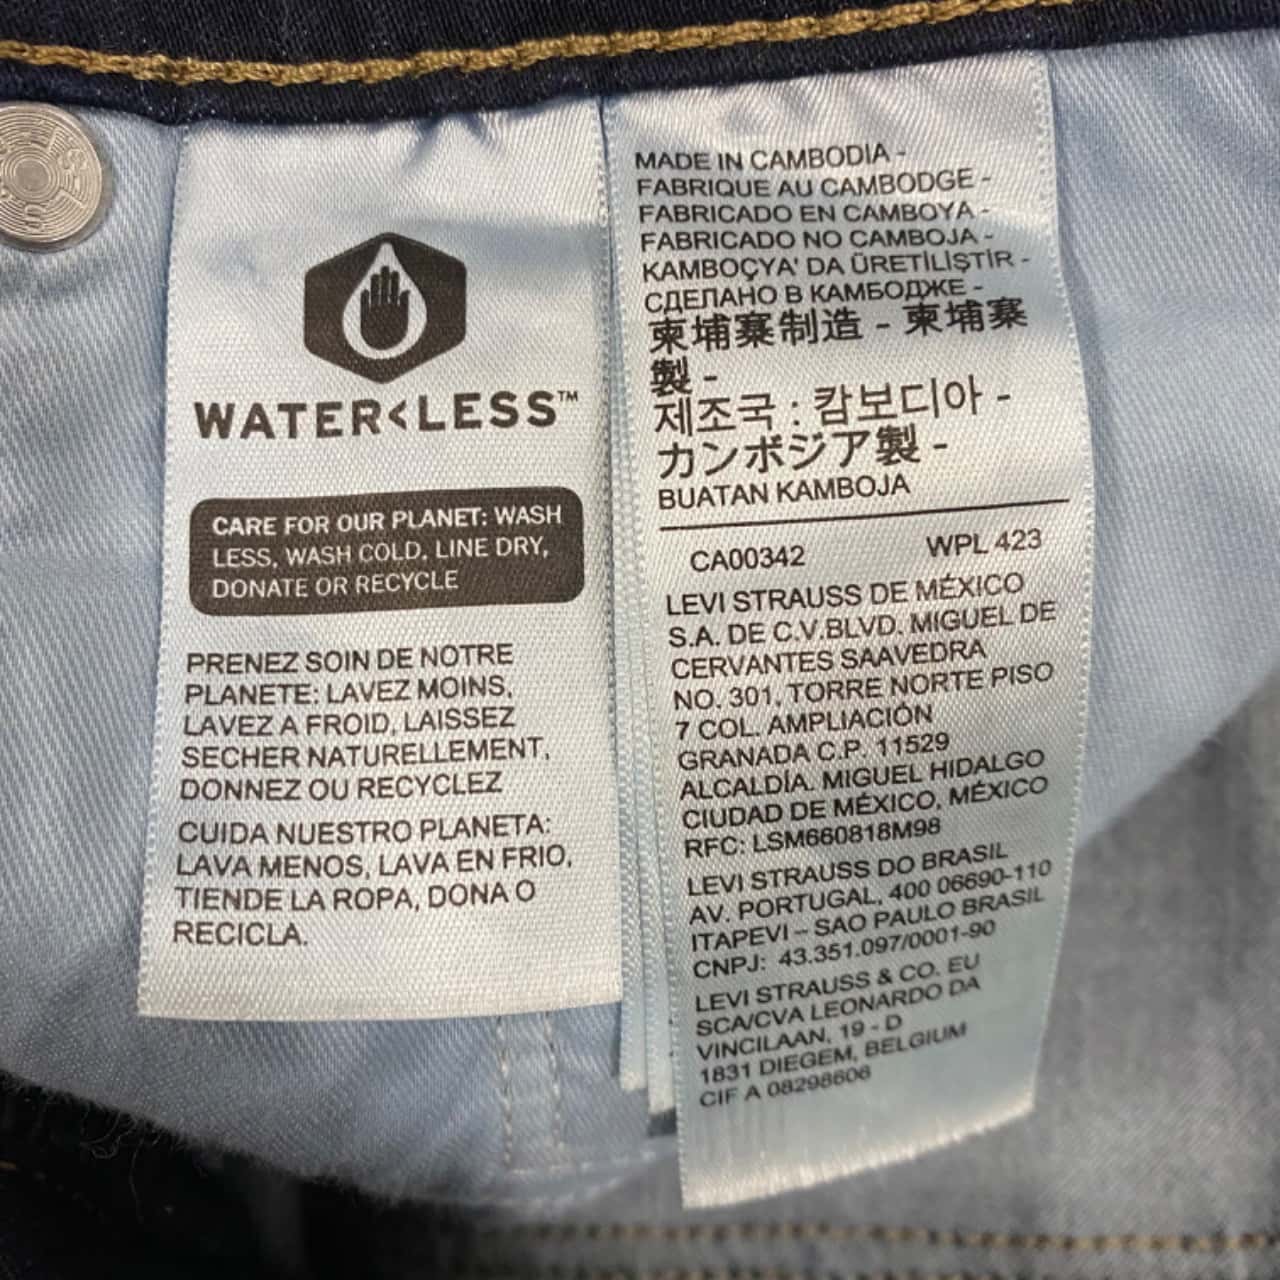 WATER<LESS™
CARE FOR OUR PLANET: WASH
LESS, WASH COLD, LINE DRY,
DONATE OR RECYCLE
PRENEZ SOIN DE NOTRE
PLANETE: LAVEZ MOINS,
LAVEZ A FROID, LAISSEZ
SECHER NATURELLEMENT,
DONNEZ OU RECYCLEZ
CUIDA NUESTRO PLANETA:
LAVA MENOS, LAVA EN FRIO,
TIENDE LA ROPA, DONA O
RECICLA.
MADE IN CAMBODIA -
FABRIQUE AU CAMBODGE -
FABRICADO EN CAMBOYA -
FABRICADO NO CAMBOJA -
KAMBOÇYA' DA ÜRETİLİŞTİR -
СДЕЛАНО В КАМБОДЖЕ -
柬埔寨制造 - 柬埔寨
製 -
제조국 : 캄보디아 -
カンボジア製 -
BUATAN KAMBOJA
CA00342 WPL 423
LEVI STRAUSS DE MÉXICO
S.A. DE C.V.BLVD. MIGUEL DE
CERVANTES SAAVEDRA
NO. 301, TORRE NORTE PISO
7 COL. AMPLIACIÓN
GRANADA C.P. 11529
ALCALDÍA. MIGUEL HIDALGO
CIUDAD DE MÉXICO, MÉXICO
RFC: LSM660818M98
LEVI STRAUSS DO BRASIL
AV. PORTUGAL, 400 06690-110
ITAPEVI – SAO PAULO BRASIL
CNPJ: 43.351.097/0001-90
LEVI STRAUSS & CO. EU
SCA/CVA LEONARDO DA
VINCILAAN, 19 - D
1831 DIEGEM, BELGIUM
CIF A 08298606